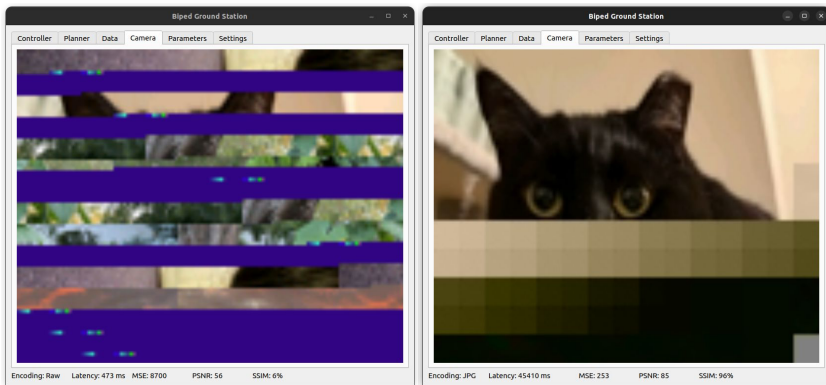 Biped Ground Station
Controller Planner Data Camera Parameters Settings
Encoding: Raw Latency: 473 ms MSE: 8700 PSNR: 56 SSIM: 6%
Biped Ground Station
Controller Planner Data Camera Parameters Settings
Encoding: JPG Latency: 45410 ms MSE: 253 PSNR: 85 SSIM: 96%